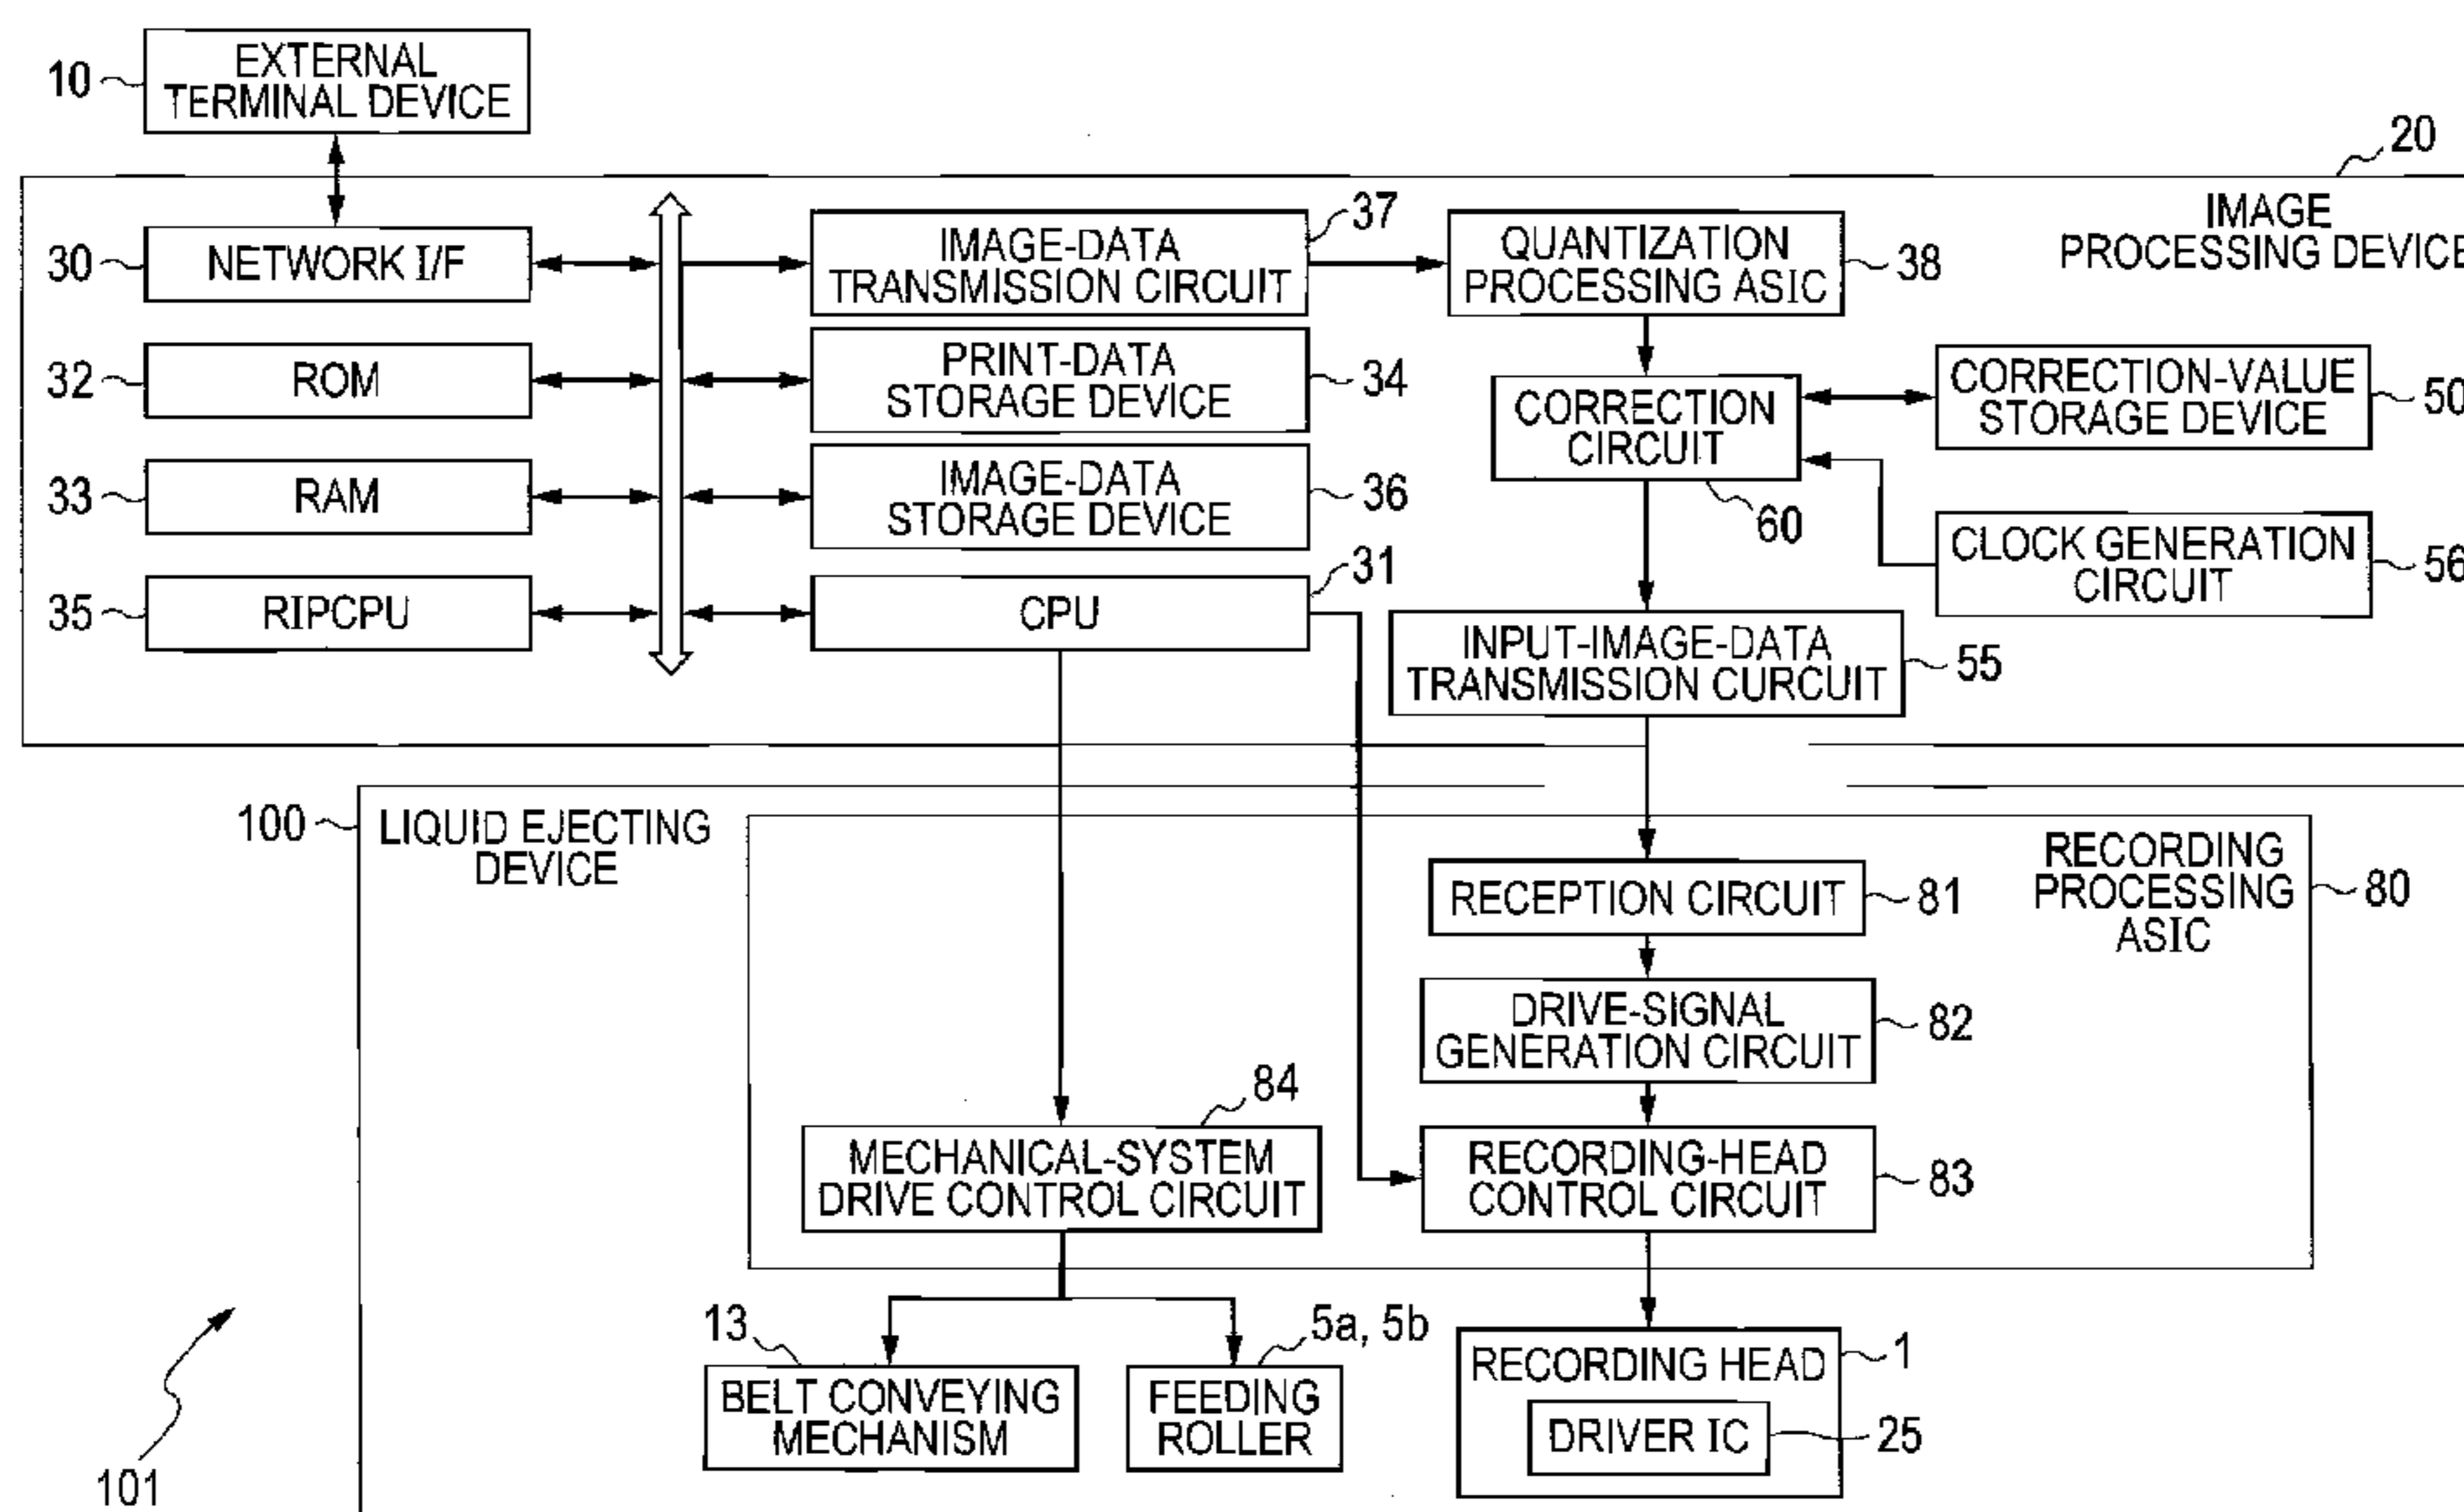 10
EXTERNAL
TERMINAL DEVICE
20
IMAGE
PROCESSING DEVICE
30
NETWORK I/F
37
IMAGE-DATA
TRANSMISSION CIRCUIT
QUANTIZATION
PROCESSING ASIC
38
32
ROM
PRINT-DATA
STORAGE DEVICE
34
CORRECTION
CIRCUIT
60
CORRECTION-VALUE
STORAGE DEVICE
50
33
RAM
IMAGE-DATA
STORAGE DEVICE
36
CLOCK GENERATION
CIRCUIT
56
35
RIPCPU
31
CPU
INPUT-IMAGE-DATA
TRANSMISSION CURCUIT
55
100
LIQUID EJECTING
DEVICE
RECORDING
PROCESSING
ASIC
80
RECEPTION CIRCUIT
81
DRIVE-SIGNAL
GENERATION CIRCUIT
82
84
MECHANICAL-SYSTEM
DRIVE CONTROL CIRCUIT
RECORDING-HEAD
CONTROL CIRCUIT
83
13
BELT CONVEYING
MECHANISM
5a, 5b
FEEDING
ROLLER
RECORDING HEAD
1
DRIVER IC
25
101